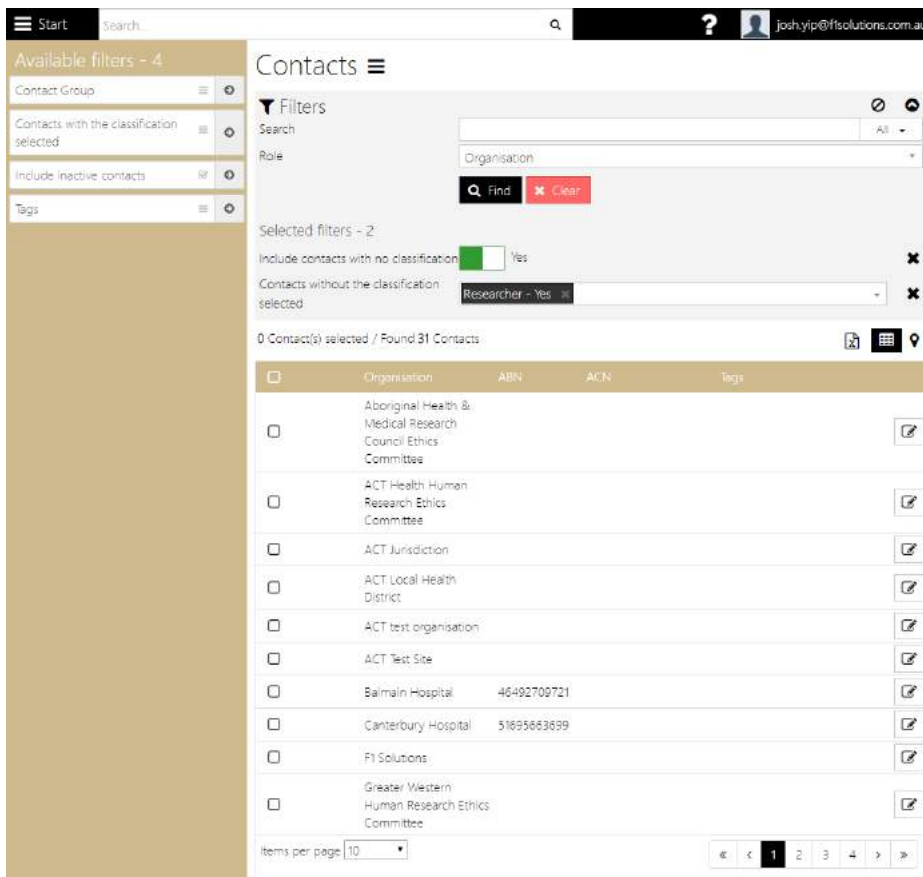 Start
Search...
?
josh.yip@f1solutions.com.au
Available filters - 4
Contact Group
Contacts with the classification
selected
Include inactive contacts
Tags
Contacts
Filters
Search
All
Role
Organisation
Find
Clear
Selected filters - 2
Include contacts with no classification
Yes
Contacts without the classification
selected
Researcher - Yes
0 Contact(s) selected / Found 31 Contacts
Organisation ABN ACN Tags
Aboriginal Health &
Medical Research
Council Ethics
Committee
ACT Health Human
Research Ethics
Committee
ACT Jurisdiction
ACT Local Health
District
ACT test organisation
ACT Test Site
Balmain Hospital 46492709721
Canterbury Hospital 51695663699
F1 Solutions
Greater Western
Human Research Ethics
Committee
Items per page 10
« < 1 2 3 4 > »